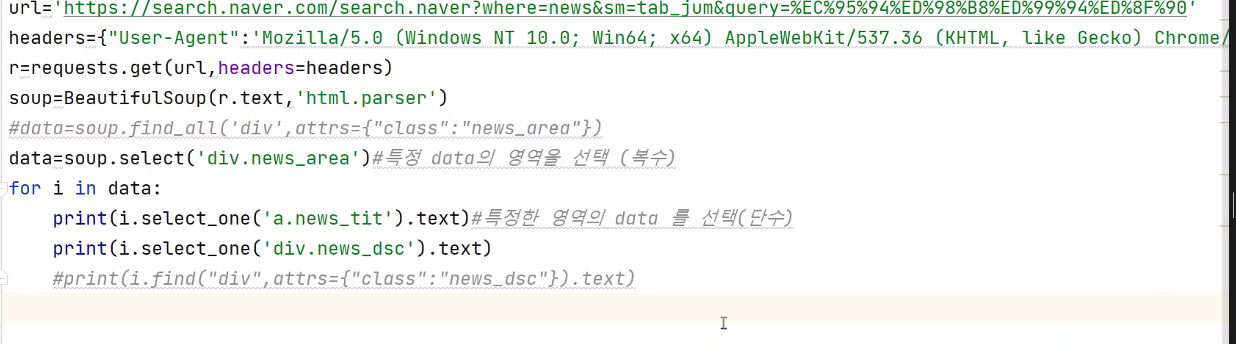 url='https://search.naver.com/search.naver?where=news&sm=tab_jum&query=%EC%95%94%ED%98%B8%ED%99%94%ED%8F%90'
headers={"User-Agent":'Mozilla/5.0 (Windows NT 10.0; Win64; x64) AppleWebKit/537.36 (KHTML, like Gecko) Chrome/
r=requests.get(url,headers=headers)
soup=BeautifulSoup(r.text,'html.parser')
#data=soup.find_all('div',attrs={"class":"news_area"})
data=soup.select('div.news_area')#특정 data의 영역을 선택 (복수)
for i in data:
    print(i.select_one('a.news_tit').text)#특정한 영역의 data 를 선택(단수)
    print(i.select_one('div.news_dsc').text)
    #print(i.find("div",attrs={"class":"news_dsc"}).text)